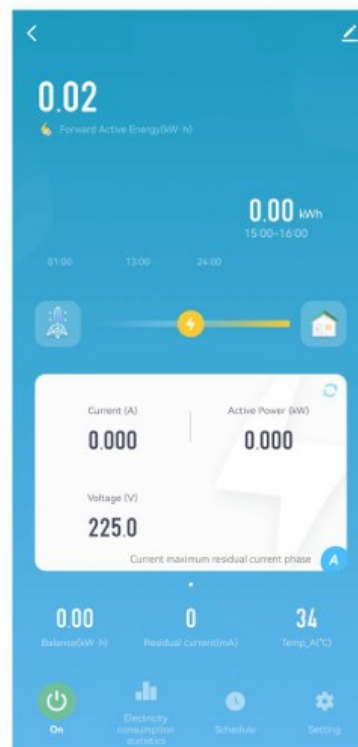 0.02
Forward Active Energy(kW·h)
0.00 kWh
15:00-16:00
01:00 13:00 24:00
Current (A) Active Power (kW)
0.000 0.000
Voltage (V)
225.0
Current maximum residual current phase A
0.00 0 34
Balance(kW·h) Residual current(mA) Temp_A(℃)
On
Electricity
consumption
statistics
Schedule
Setting